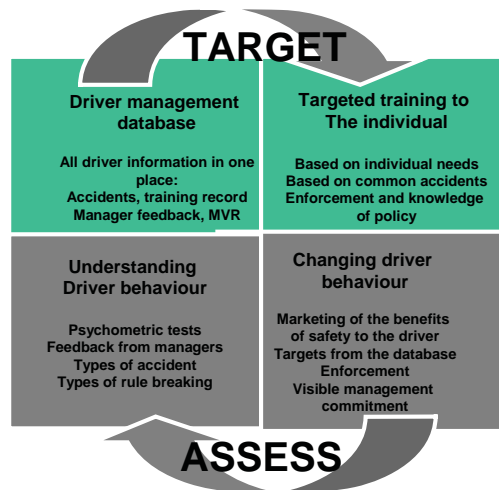 TARGET
Driver management
database
All driver information in one
place:
Accidents, training record
Manager feedback, MVR
Targeted training to
The individual
Based on individual needs
Based on common accidents
Enforcement and knowledge
of policy
Understanding
Driver behaviour
Psychometric tests
Feedback from managers
Types of accident
Types of rule breaking
Changing driver
behaviour
Marketing of the benefits
of safety to the driver
Targets from the database
Enforcement
Visible management
commitment
ASSESS